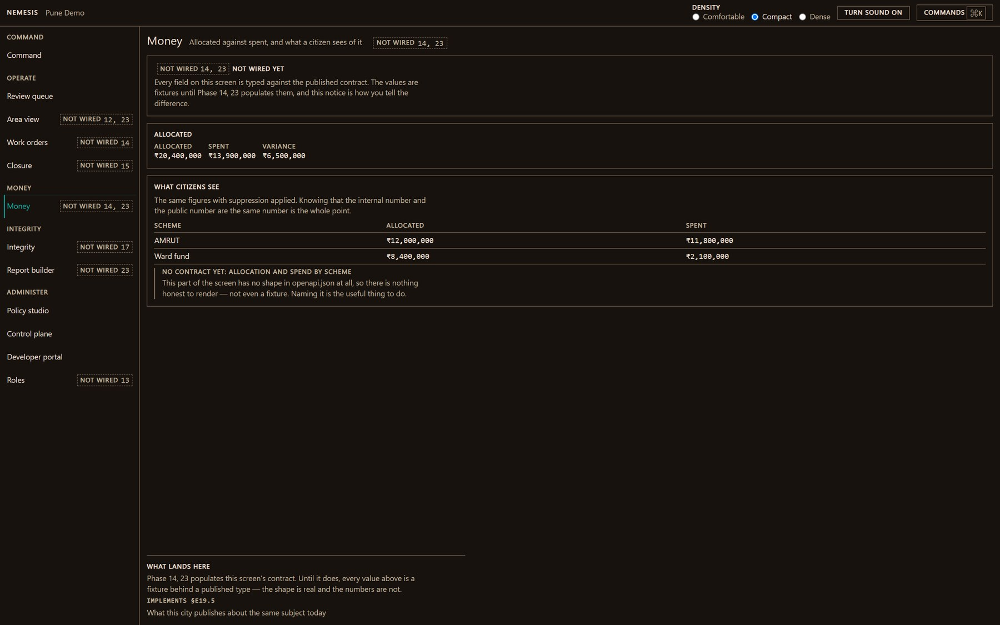 NEMESIS Pune Demo
DENSITY
Comfortable Compact Dense
TURN SOUND ON
COMMANDS ⌘K
COMMAND
Command
OPERATE
Review queue
Area view NOT WIRED 12, 23
Work orders NOT WIRED 14
Closure NOT WIRED 15
MONEY
Money NOT WIRED 14, 23
INTEGRITY
Integrity NOT WIRED 17
Report builder NOT WIRED 23
ADMINISTER
Policy studio
Control plane
Developer portal
Roles NOT WIRED 13
Money Allocated against spent, and what a citizen sees of it NOT WIRED 14, 23
NOT WIRED 14, 23 NOT WIRED YET
Every field on this screen is typed against the published contract. The values are
fixtures until Phase 14, 23 populates them, and this notice is how you tell the
difference.
ALLOCATED
ALLOCATED SPENT VARIANCE
₹20,400,000 ₹13,900,000 ₹6,500,000
WHAT CITIZENS SEE
The same figures with suppression applied. Knowing that the internal number and
the public number are the same number is the whole point.
SCHEME ALLOCATED SPENT
AMRUT ₹12,000,000 ₹11,800,000
Ward fund ₹8,400,000 ₹2,100,000
NO CONTRACT YET: ALLOCATION AND SPEND BY SCHEME
This part of the screen has no shape in openapi.json at all, so there is nothing
honest to render — not even a fixture. Naming it is the useful thing to do.
WHAT LANDS HERE
Phase 14, 23 populates this screen's contract. Until it does, every value above is a
fixture behind a published type — the shape is real and the numbers are not.
IMPLEMENTS §E19.5
What this city publishes about the same subject today